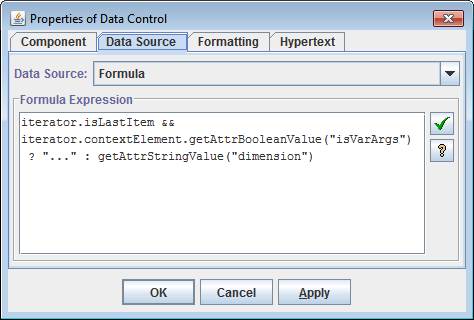 Properties of Data Control
Component Data Source Formatting Hypertext
Data Source: Formula
Formula Expression
iterator.isLastItem &&
iterator.contextElement.getAttrBooleanValue("isVarArgs")
? "..." : getAttrStringValue("dimension")
OK Cancel Apply